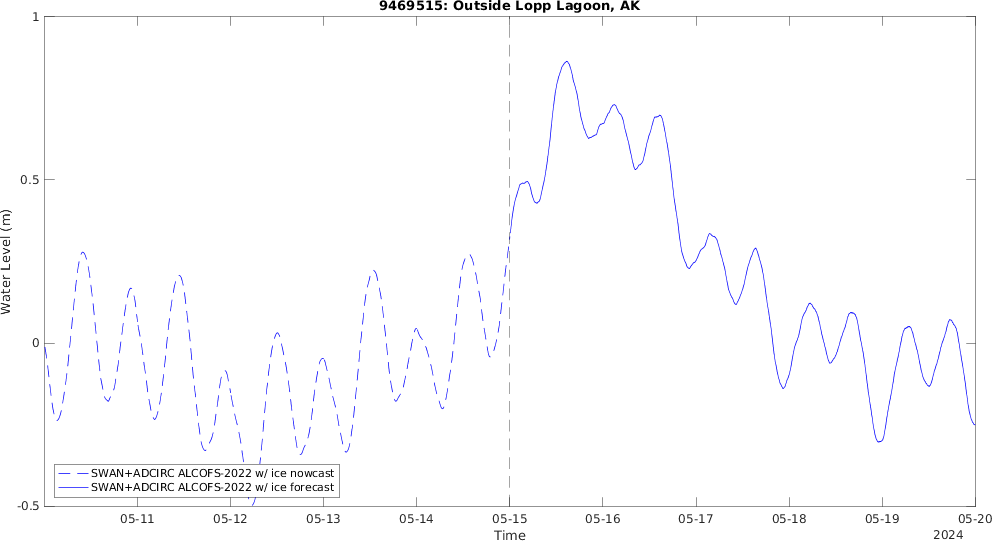 9469515: Outside Lopp Lagoon, AK
1
0.5
0
-0.5
Water Level (m)
SWAN+ADCIRC ALCOFS-2022 w/ ice nowcast
SWAN+ADCIRC ALCOFS-2022 w/ ice forecast
05-11 05-12 05-13 05-14 05-15 05-16 05-17 05-18 05-19 05-20
Time
2024